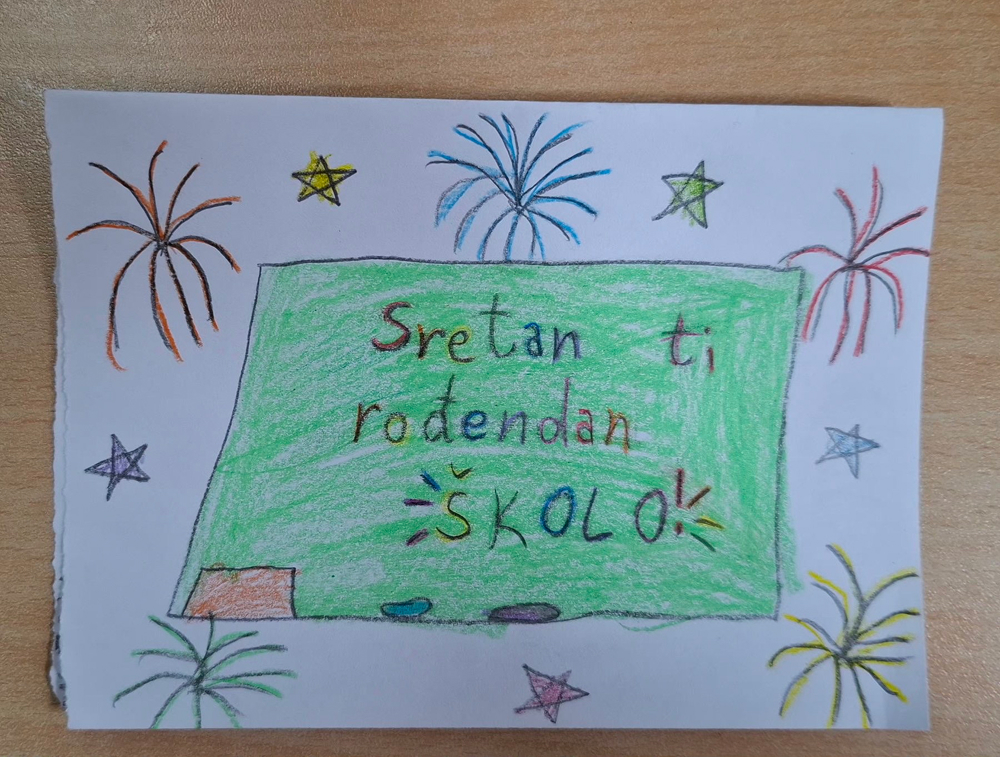 Sretan ti
rođendan
ŠKOLO!